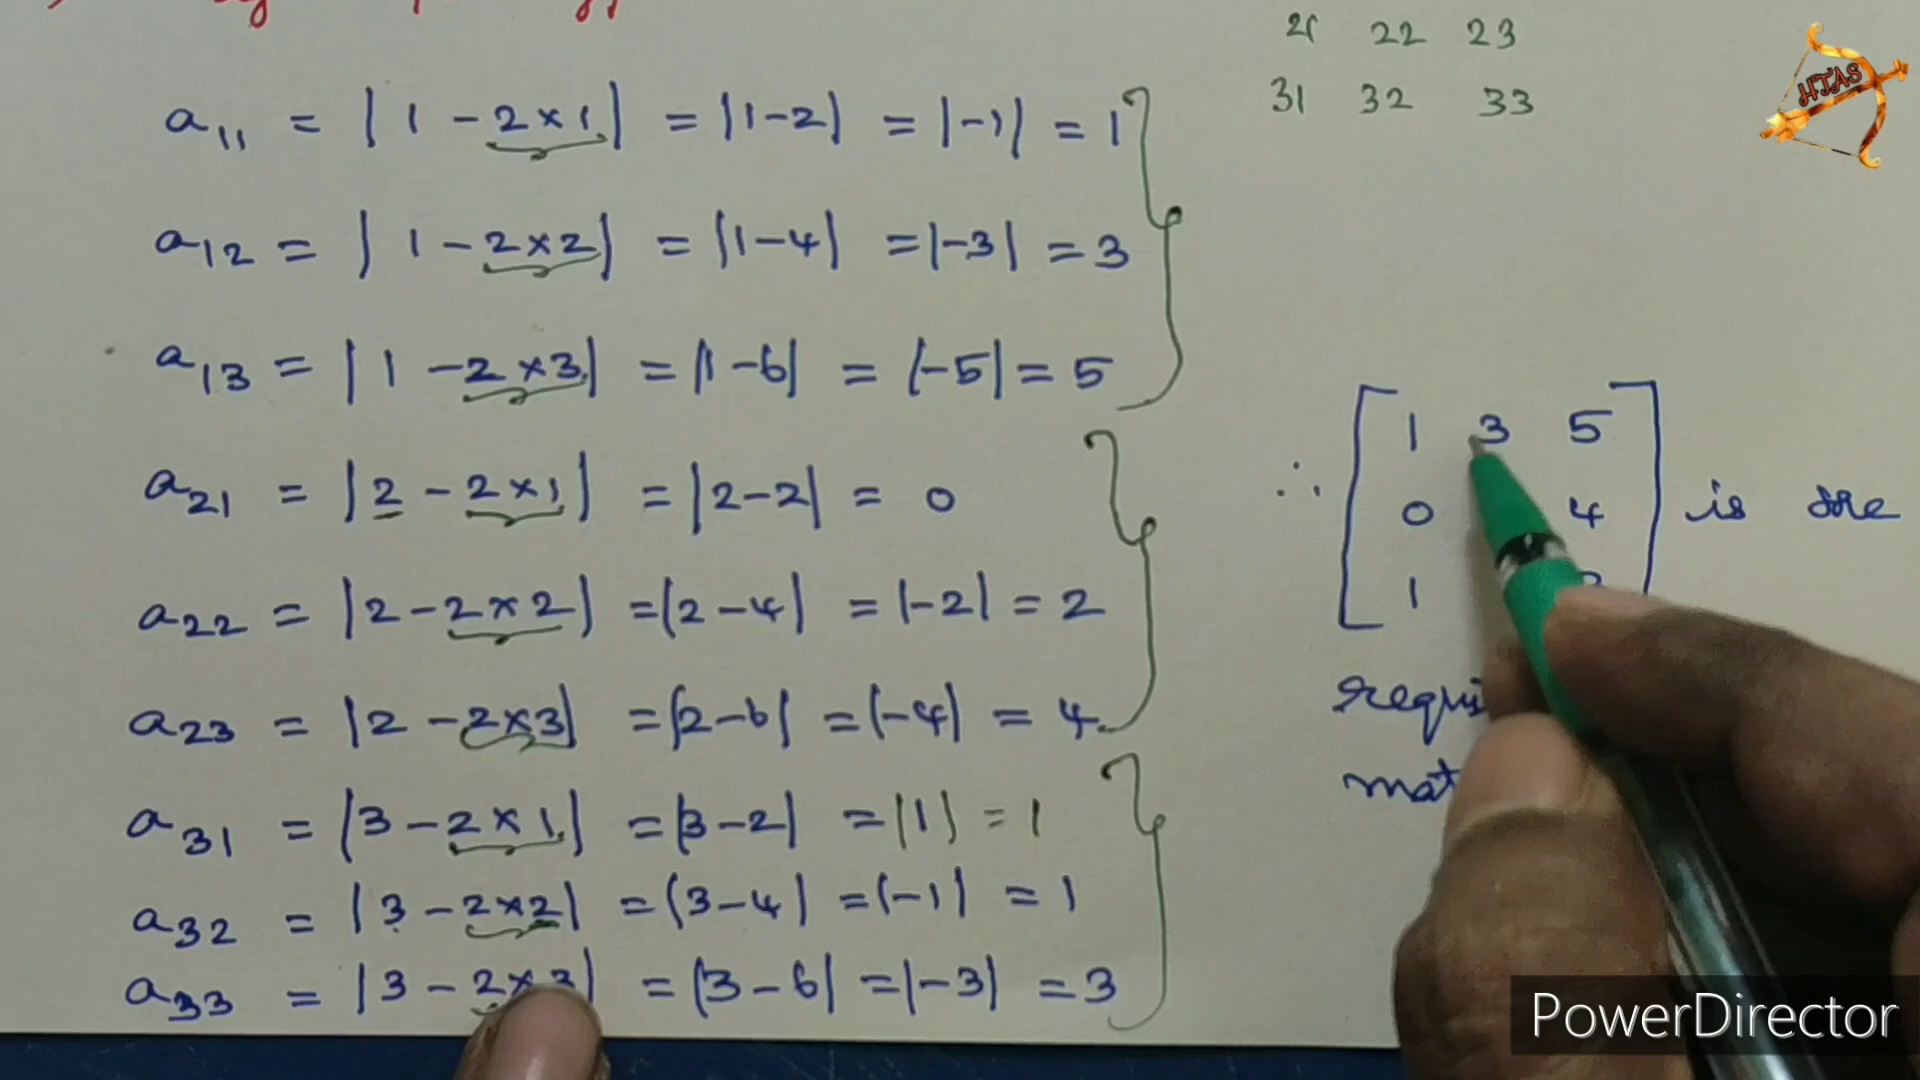 21 22 23
31 32 33
HTAS
a11 = |1 - 2×1| = |1-2| = |-1| = 1
a12 = |1 - 2×2| = |1-4| = |-3| = 3
a13 = |1 - 2×3| = |1-6| = |-5| = 5
a21 = |2 - 2×1| = |2-2| = 0
a22 = |2 - 2×2| = |2-4| = |-2| = 2
a23 = |2 - 2×3| = |2-6| = |-4| = 4
a31 = |3 - 2×1| = |3-2| = |1| = 1
a32 = |3 - 2×2| = |3-4| = |-1| = 1
a33 = |3 - 2×3| = |3-6| = |-3| = 3
1 3 5
∴ 0 4 is the
1
PowerDirector